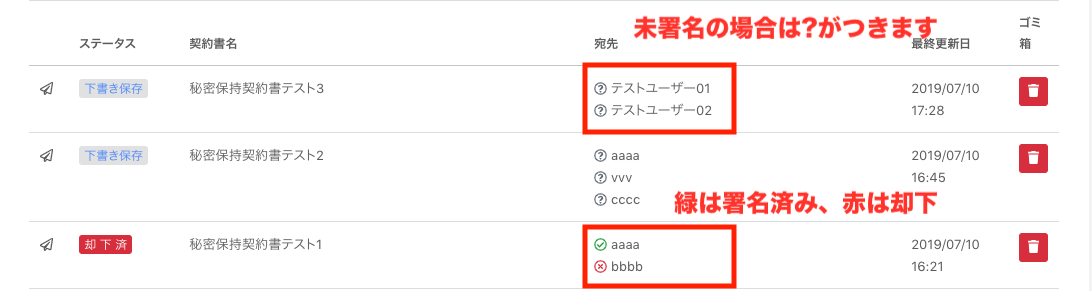 未署名の場合は?がつきます
ステータス 契約書名 宛先 最終更新日 ゴミ箱
下書き保存 秘密保持契約書テスト3 テストユーザー01 2019/07/10
テストユーザー02 17:28
下書き保存 秘密保持契約書テスト2 aaaa 2019/07/10
vvv 16:45
cccc
緑は署名済み、赤は却下
却下済 秘密保持契約書テスト1 aaaa 2019/07/10
bbbb 16:21